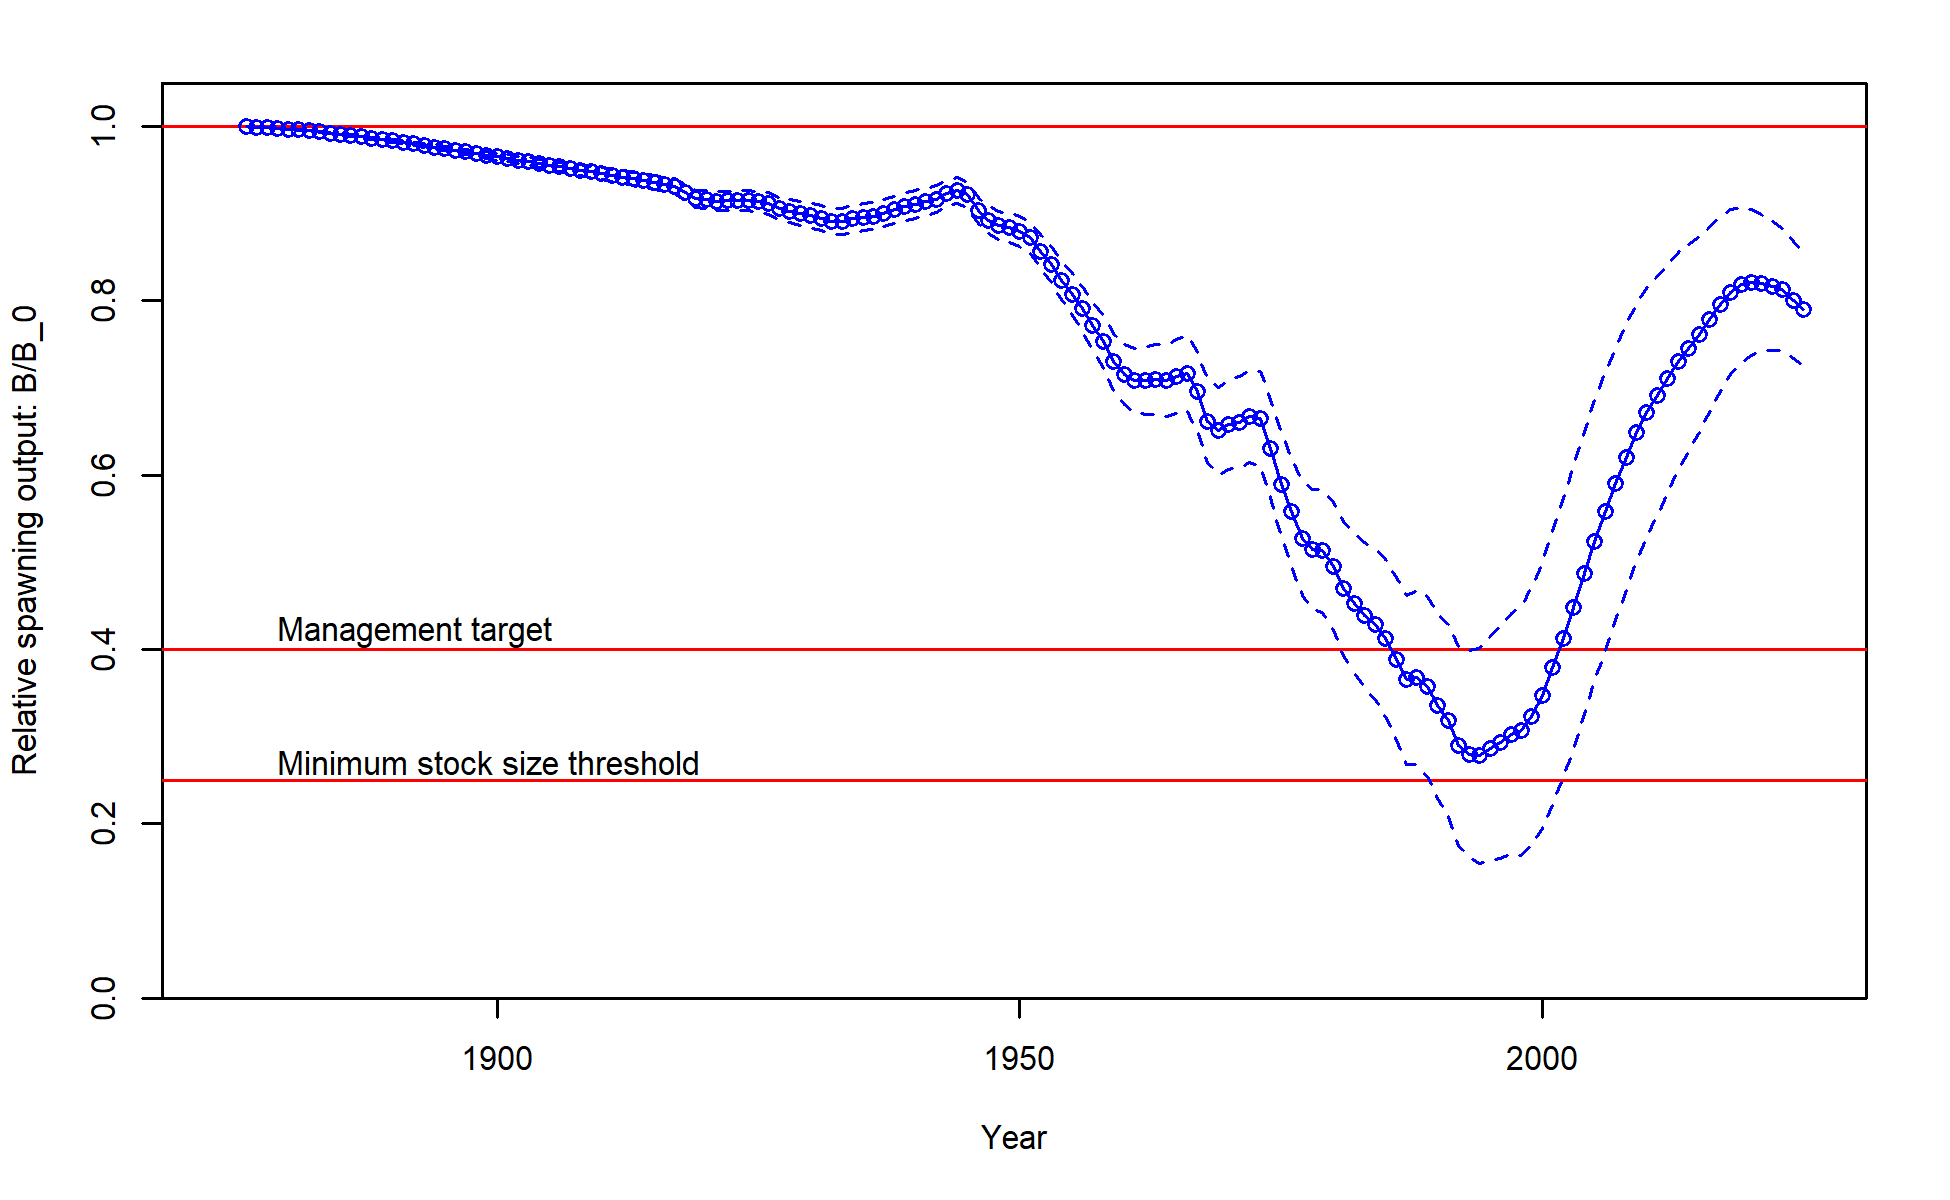 Relative spawning output: B/B_0
1.0
0.8
0.6
0.4
0.2
0.0
Management target
Minimum stock size threshold
1900
1950
2000
Year